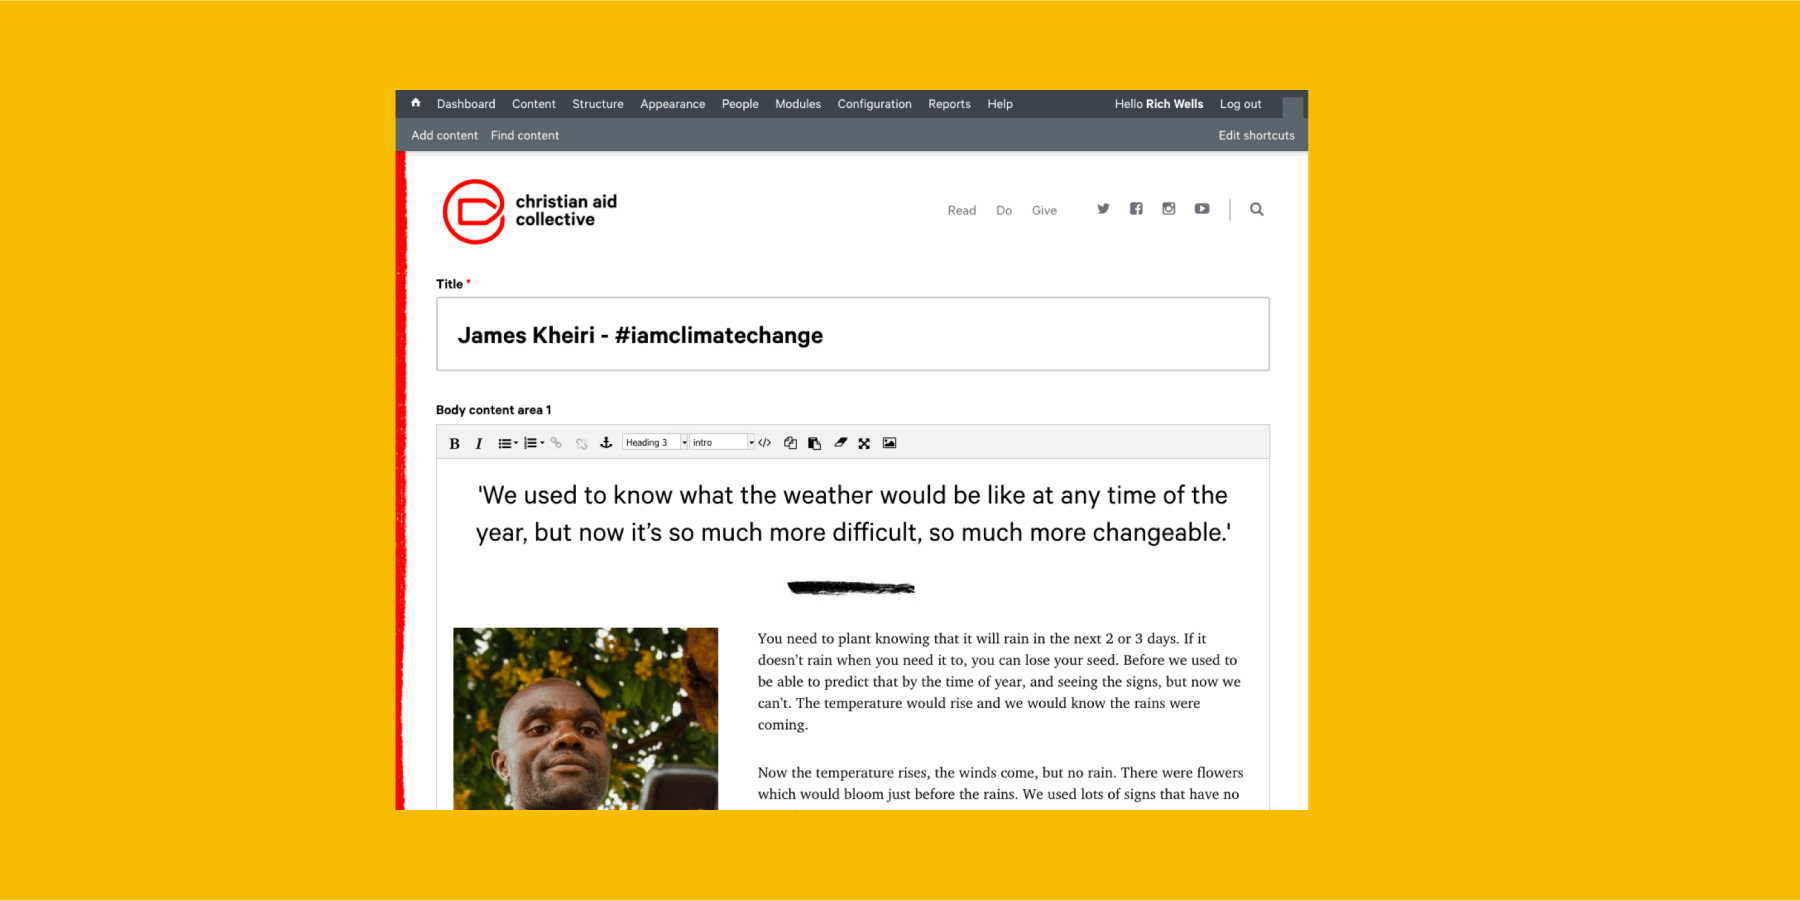 Dashboard Content Structure Appearance People Modules Configuration Reports Help Hello Rich Wells Log out
Add content Find content Edit shortcuts
christian aid
collective
Read Do Give
Title *
James Kheiri - #iamclimatechange
Body content area 1
B I Heading 3 intro
'We used to know what the weather would be like at any time of the
year, but now it’s so much more difficult, so much more changeable.'
You need to plant knowing that it will rain in the next 2 or 3 days. If it
doesn’t rain when you need it to, you can lose your seed. Before we used to
be able to predict that by the time of year, and seeing the signs, but now we
can’t. The temperature would rise and we would know the rains were
coming.
Now the temperature rises, the winds come, but no rain. There were flowers
which would bloom just before the rains. We used lots of signs that have no